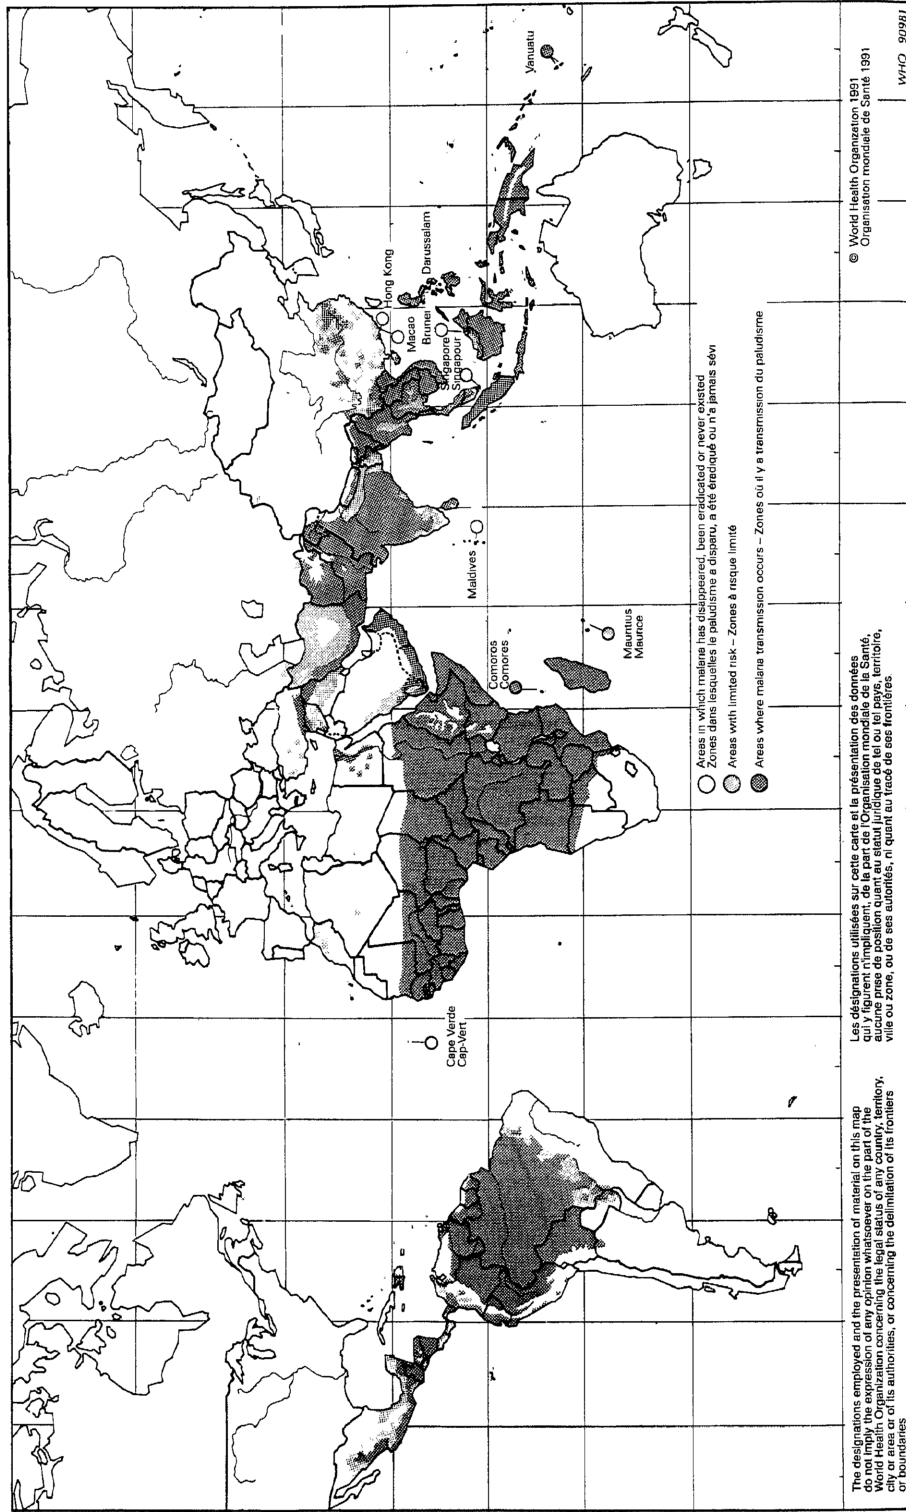 Vanuatu
Hong Kong
Macao
Brunei
Darussalam
Singapore
Singapour
Maldives
Comoros
Comores
Mauritius
Maurice
Cape Verde
Cap-Vert
Areas in which malaria has disappeared, been eradicated or never existed
Zones dans lesquelles le paludisme a disparu, a été éradiqué ou n'a jamais sévi
Areas with limited risk – Zones à risque limité
Areas where malaria transmission occurs – Zones où il y a transmission du paludisme
The designations employed and the presentation of material on this map
do not imply the expression of any opinion whatsoever on the part of the
World Health Organization concerning the legal status of any country, territory,
city or area or of its authorities, or concerning the delimitation of its frontiers
or boundaries
Les désignations utilisées sur cette carte et la présentation des données
qui y figurent n'impliquent, de la part de l'Organisation mondiale de la Santé,
aucune prise de position quant au statut juridique de tel ou tel pays, territoire,
ville ou zone, ou de ses autorités, ni quant au tracé de ses frontières.
© World Health Organization 1991
Organisation mondiale de Santé 1991
WHO 90981